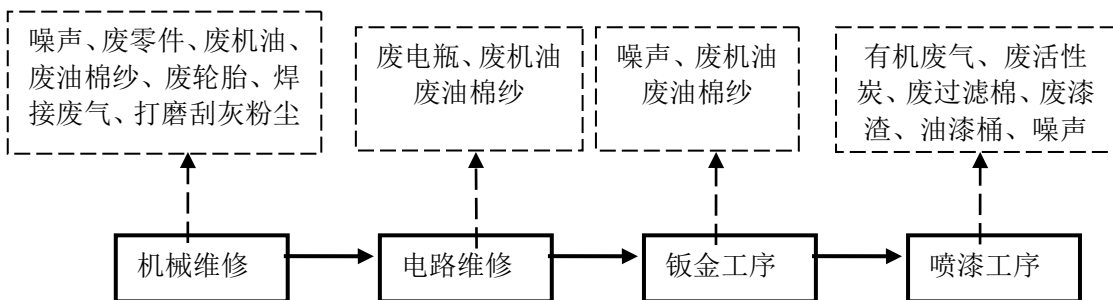 噪声、废零件、废机油、
废油棉纱、废轮胎、焊
接废气、打磨刮灰粉尘
废电瓶、废机油
废油棉纱
噪声、废机油
废油棉纱
有机废气、废活性
炭、废过滤棉、废漆
渣、油漆桶、噪声
机械维修
电路维修
钣金工序
喷漆工序